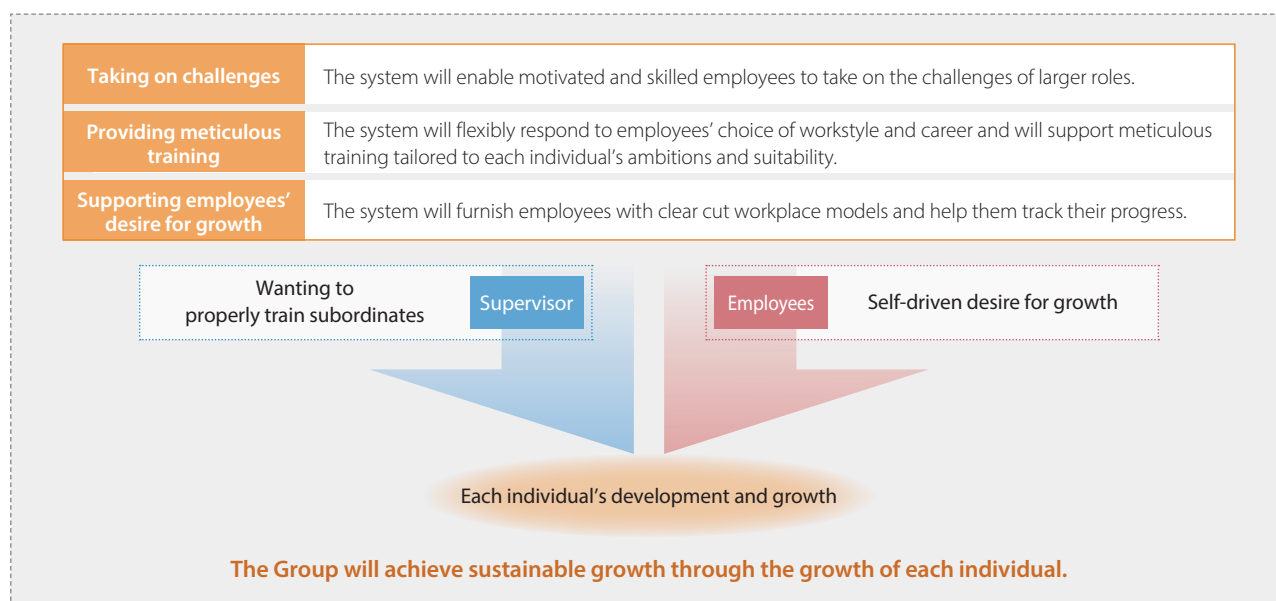 Taking on challenges
The system will enable motivated and skilled employees to take on the challenges of larger roles.
Providing meticulous
training
The system will flexibly respond to employees’ choice of workstyle and career and will support meticulous
training tailored to each individual’s ambitions and suitability.
Supporting employees’
desire for growth
The system will furnish employees with clear cut workplace models and help them track their progress.
Wanting to
properly train subordinates
Supervisor
Employees
Self-driven desire for growth
Each individual’s development and growth
The Group will achieve sustainable growth through the growth of each individual.